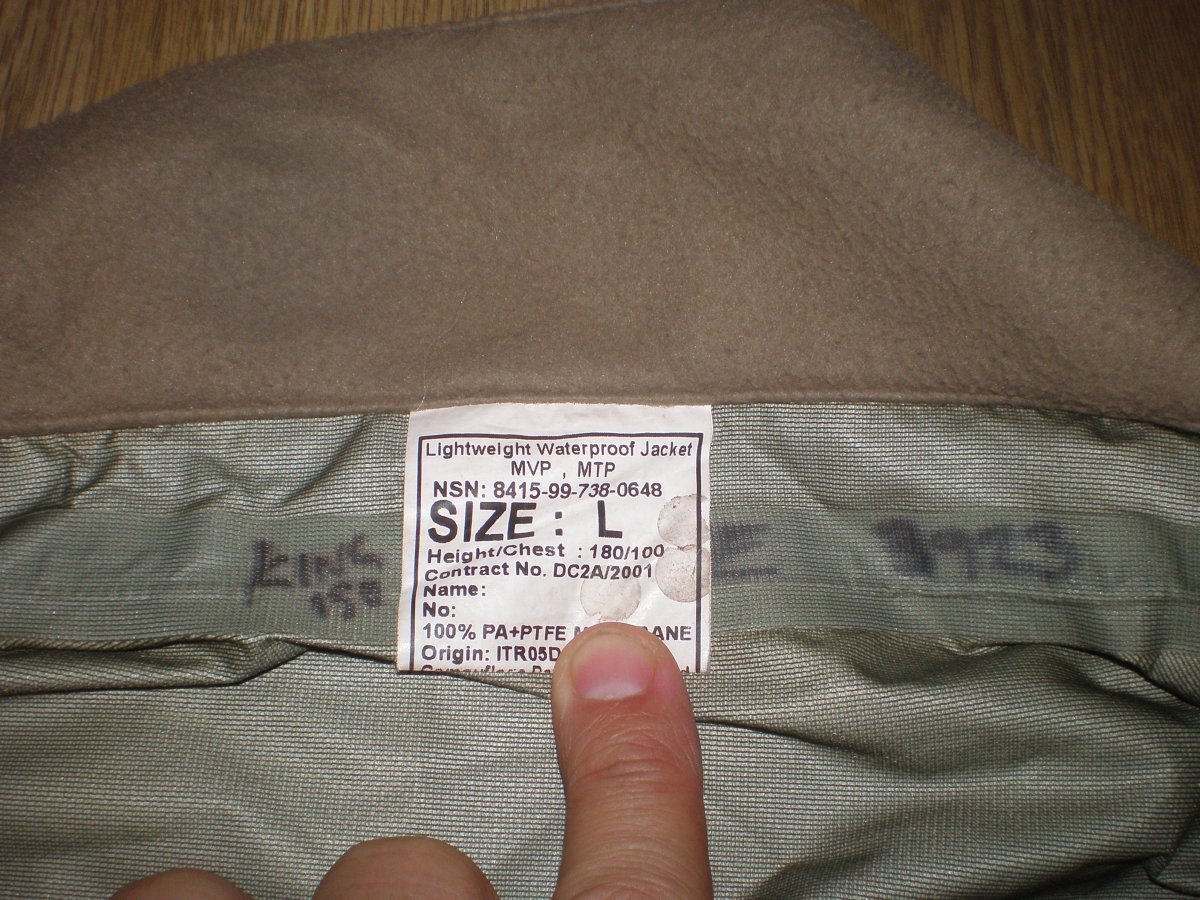 Lightweight Waterproof Jacket
MVP , MTP
NSN: 8415-99-738-0648
SIZE : L
Height/Chest : 180/100
Contract No. DC2A/2001
Name:
No:
100% PA+PTFE
Origin: ITR05D
KING